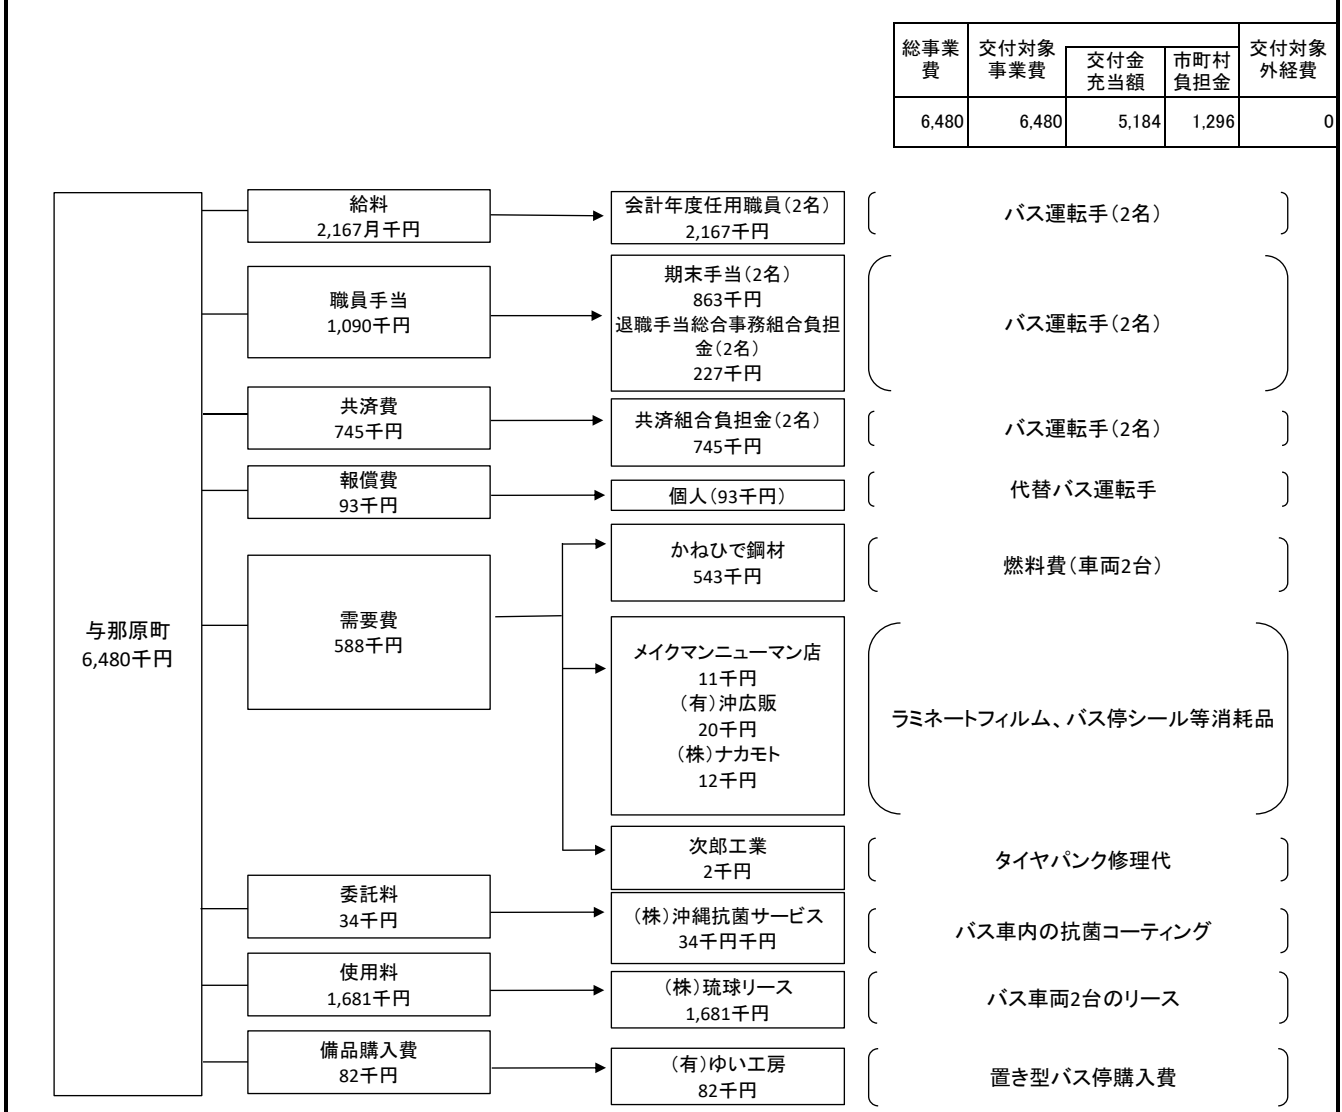 総事業
費
交付対象
事業費
交付金
充当額
市町村
負担金
交付対象
外経費
6,480
6,480
5,184
1,296
0
与那原町
6,480千円
給料
2,167月千円
会計年度任用職員(2名)
2,167千円
バス運転手(2名)
職員手当
1,090千円
期末手当(2名)
863千円
退職手当総合事務組合負担
金(2名)
227千円
バス運転手(2名)
共済費
745千円
共済組合負担金(2名)
745千円
バス運転手(2名)
報償費
93千円
個人(93千円)
代替バス運転手
需要費
588千円
かねひで鋼材
543千円
燃料費(車両2台)
メイクマンニューマン店
11千円
(有)沖広販
20千円
(株)ナカモト
12千円
ラミネートフィルム、バス停シール等消耗品
次郎工業
2千円
タイヤパンク修理代
委託料
34千円
(株)沖縄抗菌サービス
34千円千円
バス車内の抗菌コーティング
使用料
1,681千円
(株)琉球リース
1,681千円
バス車両2台のリース
備品購入費
82千円
(有)ゆい工房
82千円
置き型バス停購入費